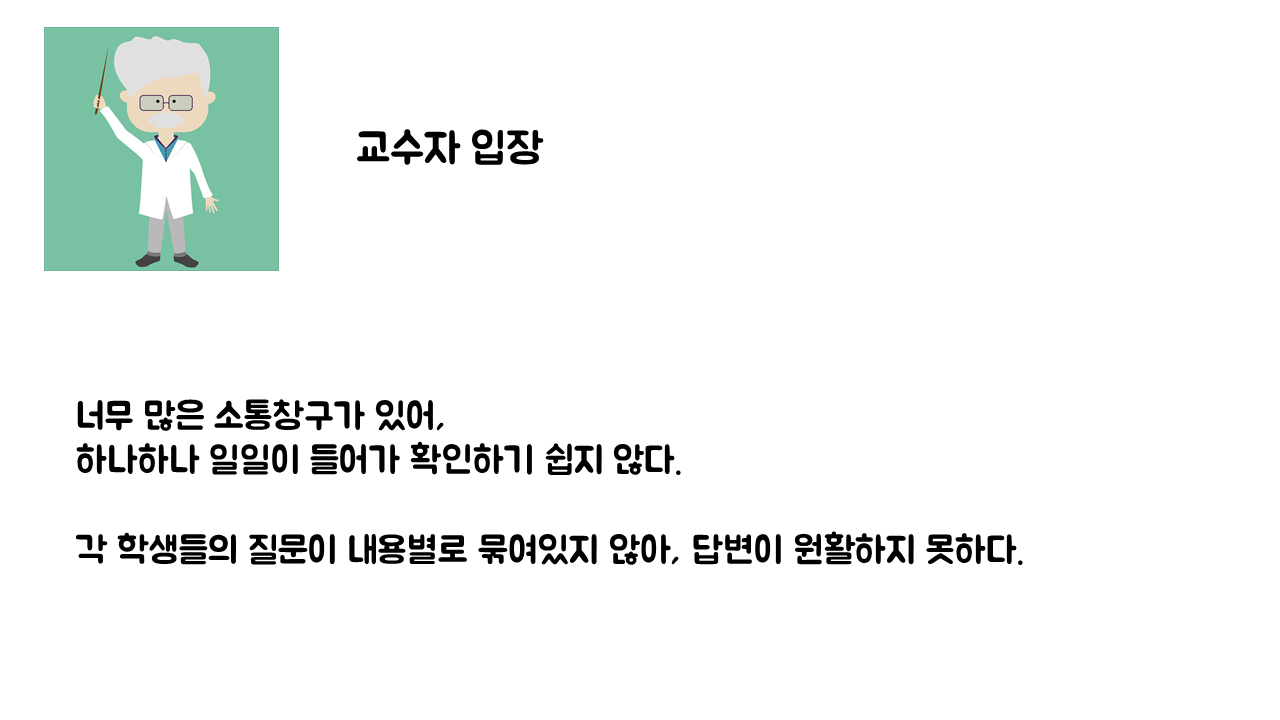 교수자 입장
너무 많은 소통창구가 있어,
하나하나 일일이 들어가 확인하기 쉽지 않다.
각 학생들의 질문이 내용별로 묶여있지 않아, 답변이 원활하지 못하다.